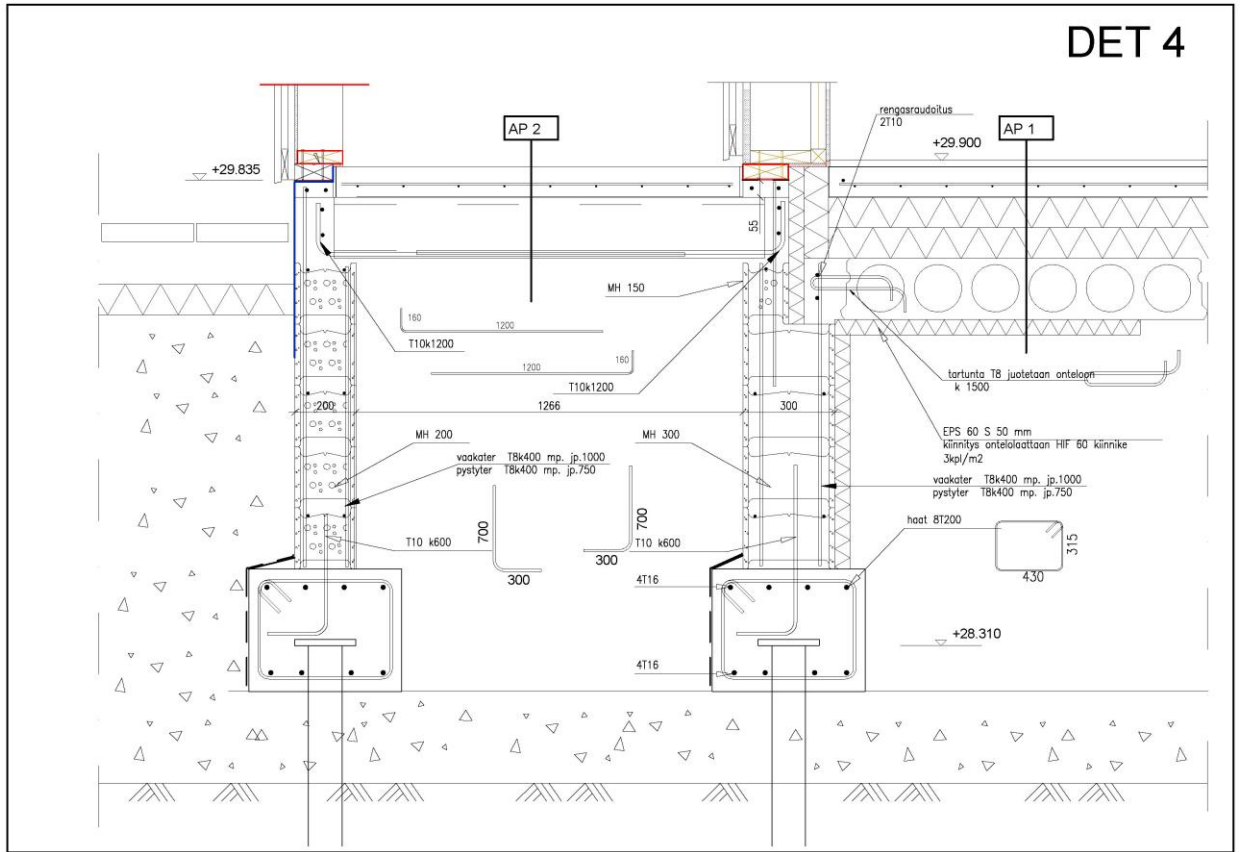 DET 4
rengasraudoitus
2T10
AP 2
AP 1
+29.900
+29.835
55
MH 150
160
1200
T10k1200
1200
160
T10k1200
tartunta T8 juotetaan onteloon
k 1500
200
1266
300
EPS 60 S 50 mm
kiinnitys ontelolaattaan HIF 60 kiinnike
3kpl/m2
MH 200
MH 300
vaakater T8k400 mp. jp.1000
pystyter T8k400 mp. jp.750
vaakater T8k400 mp. jp.1000
pystyter T8k400 mp. jp.750
haat 8T200
T10 k600
700
300
700
300
T10 k600
315
430
4T16
+28.310
4T16